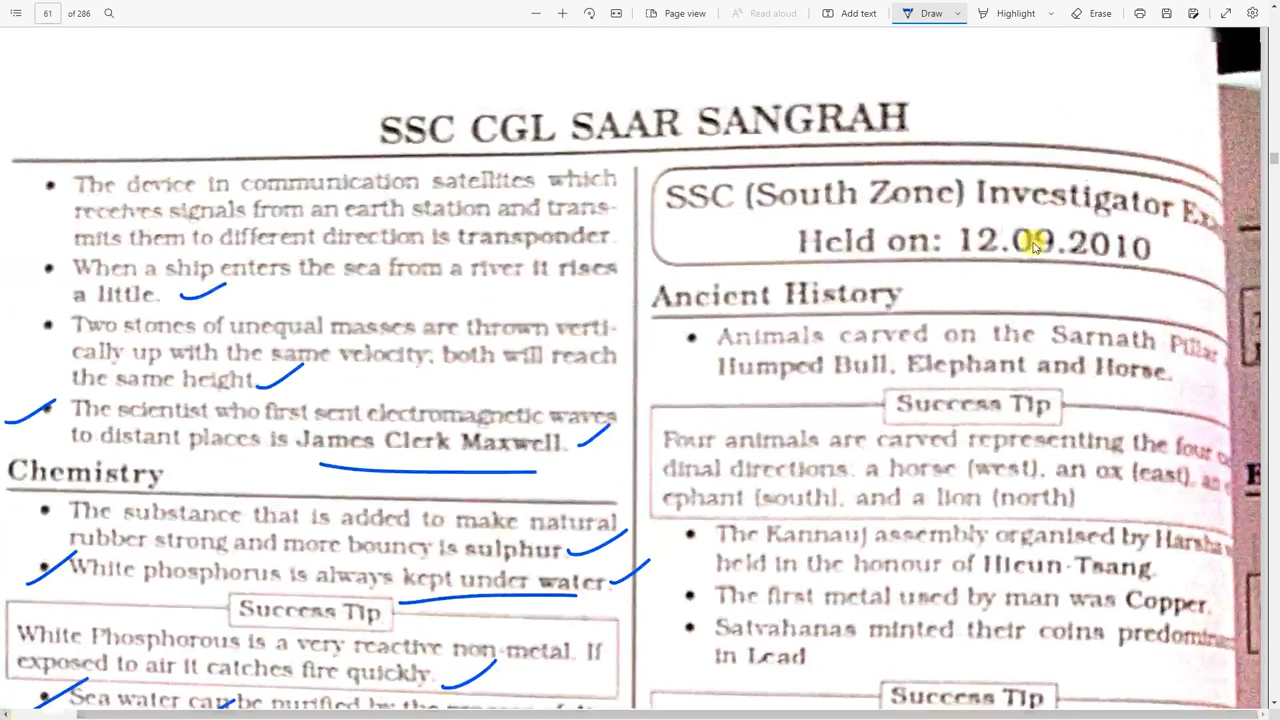 61 of 286
Page view
Read aloud
Add text
Draw
Highlight
Erase
SSC CGL SAAR SANGRAH
• The device in communication satellites which
receives signals from an earth station and trans-
mits them to different direction is transponder.
• When a ship enters the sea from a river it rises
a little.
• Two stones of unequal masses are thrown verti-
cally up with the same velocity; both will reach
the same height.
• The scientist who first sent electromagnetic waves
to distant places is James Clerk Maxwell.
Chemistry
• The substance that is added to make natural
rubber strong and more bouncy is sulphur.
• White phosphorus is always kept under water.
Success Tip
White Phosphorous is a very reactive non-metal. If
exposed to air it catches fire quickly.
• Sea water can be purified by the process of
SSC (South Zone) Investigator
Held on: 12.09.2010
Ancient History
• Animals carved on the Sarnath Pillar
Humped Bull, Elephant and Horse.
Success Tip
Four animals are carved representing the four
dinal directions: a horse (west), an ox (east),
ephant (south), and a lion (north)
• The Kannauj assembly organised by
held in the honour of Hieun-Tsang.
• The first metal used by man was Copper.
• Satvahanas minted their coins
in Lead
Success Tip